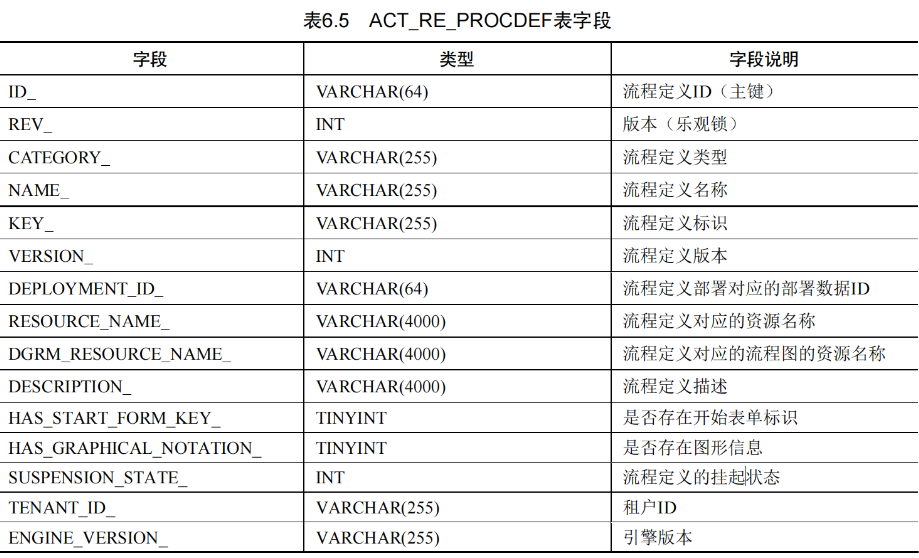 表6.5 ACT_RE_PROCDEF表字段
字段 类型 字段说明
ID_ VARCHAR(64) 流程定义ID（主键）
REV_ INT 版本（乐观锁）
CATEGORY_ VARCHAR(255) 流程定义类型
NAME_ VARCHAR(255) 流程定义名称
KEY_ VARCHAR(255) 流程定义标识
VERSION_ INT 流程定义版本
DEPLOYMENT_ID_ VARCHAR(64) 流程定义部署对应的部署数据ID
RESOURCE_NAME_ VARCHAR(4000) 流程定义对应的资源名称
DGRM_RESOURCE_NAME_ VARCHAR(4000) 流程定义对应的流程图的资源名称
DESCRIPTION_ VARCHAR(4000) 流程定义描述
HAS_START_FORM_KEY_ TINYINT 是否存在开始表单标识
HAS_GRAPHICAL_NOTATION_ TINYINT 是否存在图形信息
SUSPENSION_STATE_ INT 流程定义的挂起状态
TENANT_ID_ VARCHAR(255) 租户ID
ENGINE_VERSION_ VARCHAR(255) 引擎版本